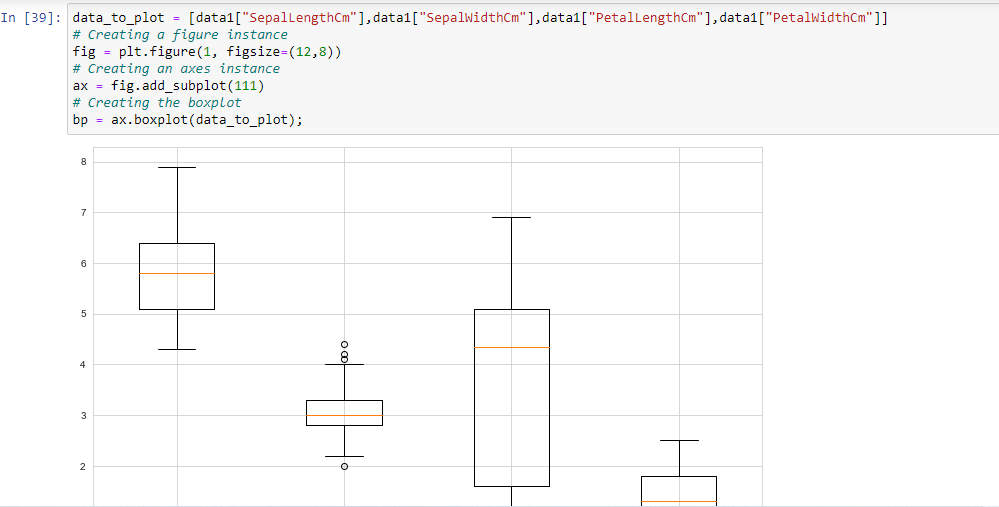 In [39]: data_to_plot = [data1["SepalLengthCm"],data1["SepalWidthCm"],data1["PetalLengthCm"],data1["PetalWidthCm"]]
# Creating a figure instance
fig = plt.figure(1, figsize=(12,8))
# Creating an axes instance
ax = fig.add_subplot(111)
# Creating the boxplot
bp = ax.boxplot(data_to_plot);
8
7
6
5
4
3
2